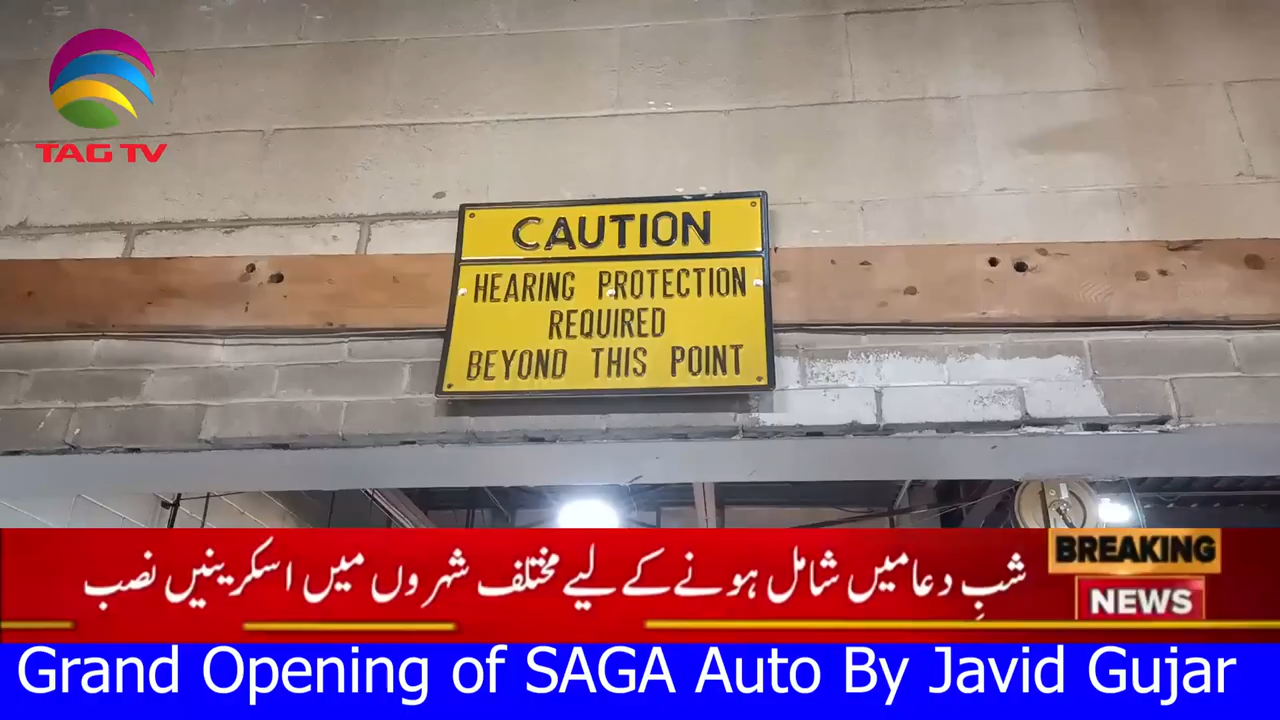 TAG TV
CAUTION
HEARING PROTECTION
REQUIRED
BEYOND THIS POINT
شبِ دعا میں شامل ہونے کے لیے مختلف شہروں میں اسکرینیں نصب
BREAKING
NEWS
Grand Opening of SAGA Auto By Javid Gujar